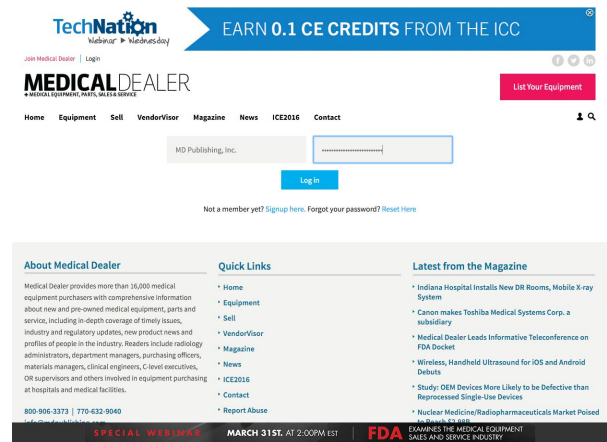 TechNation
Webinar Wednesday
EARN 0.1 CE CREDITS FROM THE ICC
Join Medical Dealer | Login
MEDICALDEALER
+ MEDICAL EQUIPMENT, PARTS, SALES & SERVICE
List Your Equipment
Home Equipment Sell VendorVisor Magazine News ICE2016 Contact
MD Publishing, Inc.
Log in
Not a member yet? Signup here. Forgot your password? Reset Here
About Medical Dealer
Medical Dealer provides more than 16,000 medical
equipment purchasers with comprehensive information
about new and pre-owned medical equipment, parts and
service, including in-depth coverage of timely issues,
industry and regulatory updates, new product news and
profiles of people in the industry. Readers include radiology
administrators, department managers, purchasing officers,
materials managers, clinical engineers, C-level executives,
OR supervisors and others involved in equipment purchasing
at hospitals and medical facilities.
800-906-3373 | 770-632-9040
Quick Links
Home
Equipment
Sell
VendorVisor
Magazine
News
ICE2016
Contact
Report Abuse
Latest from the Magazine
Indiana Hospital Installs New DR Rooms, Mobile X-ray
System
Canon makes Toshiba Medical Systems Corp. a
subsidiary
Medical Dealer Leads Informative Teleconference on
FDA Docket
Wireless, Handheld Ultrasound for iOS and Android
Debuts
Study: OEM Devices More Likely to be Defective than
Reprocessed Single-Use Devices
Nuclear Medicine/Radiopharmaceuticals Market Poised
to Reach $2.98B
SPECIAL WEBINAR MARCH 31ST. AT 2:00PM EST FDA EXAMINES THE MEDICAL EQUIPMENT
SALES AND SERVICE INDUSTRY